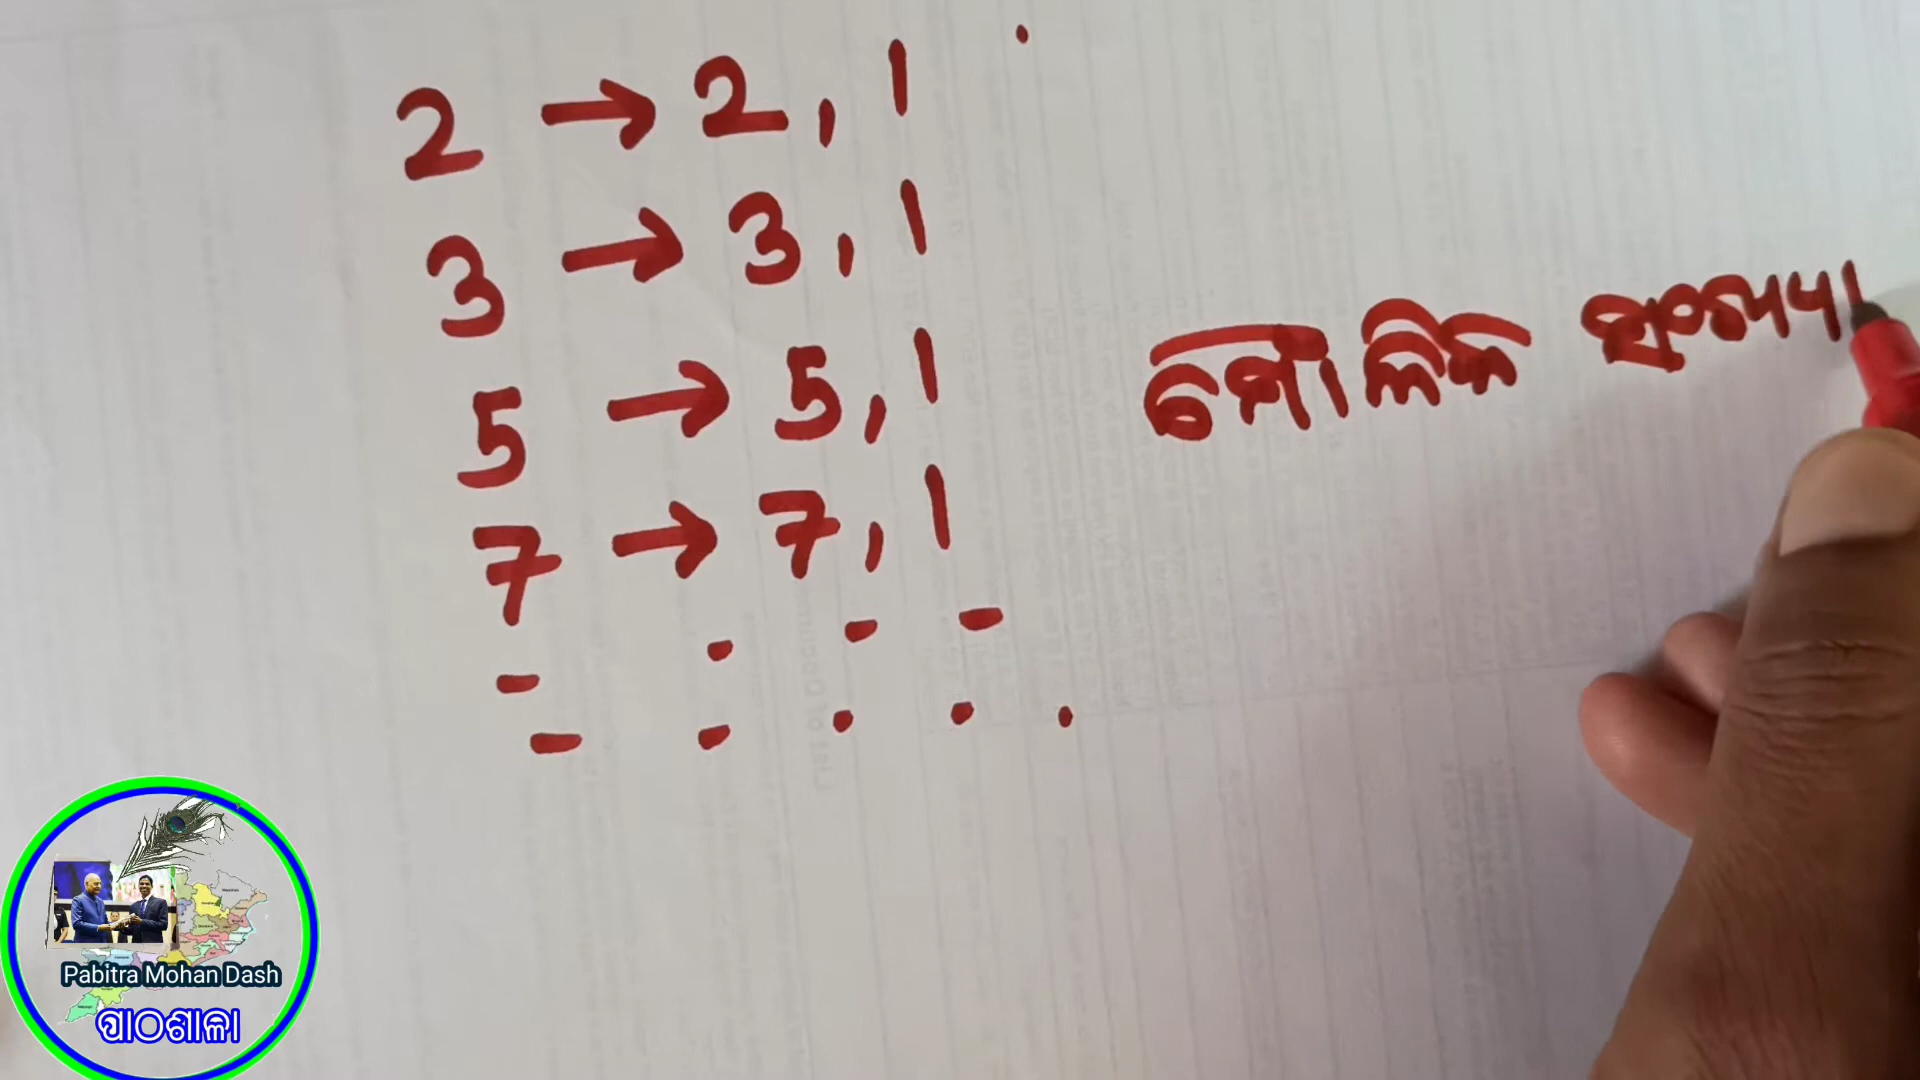 2 → 2, 1
3 → 3, 1
5 → 5, 1
7 → 7, 1
ମୌଳିକ ସଂଖ୍ୟା
Pabitra Mohan Dash
ପାଠଶାଳା